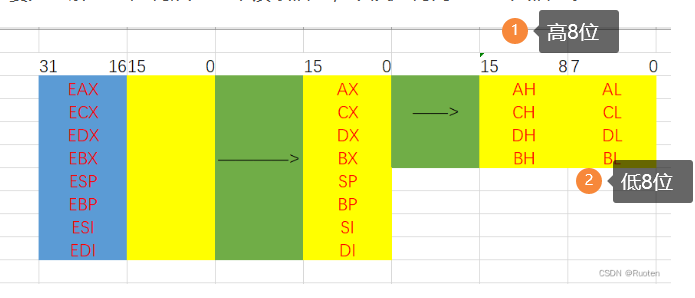 1 高8位
31 16 15 0 15 0 15 8 7 0
EAX AX AH AL
ECX CX CH CL
EDX DX DH DL
EBX ————> BX ———> BH BL
ESP SP 2 低8位
EBP BP
ESI SI
EDI DI
CSDN @Ruoten